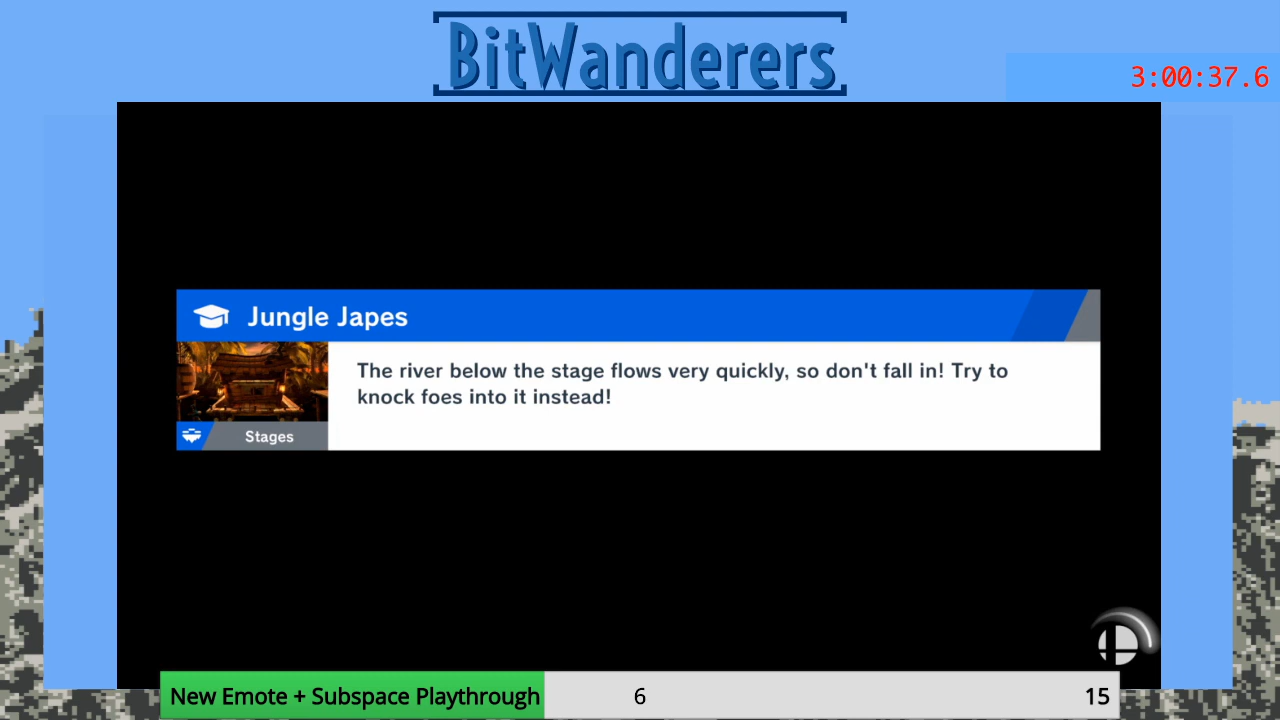 BitWanderers
3:00:37.6
Jungle Japes
The river below the stage flows very quickly, so don't fall in! Try to
knock foes into it instead!
Stages
New Emote + Subspace Playthrough 6 15